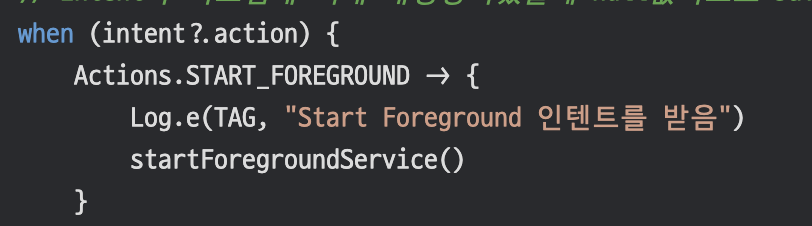 when (intent?.action) {
Actions.START_FOREGROUND -> {
Log.e(TAG, "Start Foreground 인텐트를 받음")
startForegroundService()
}